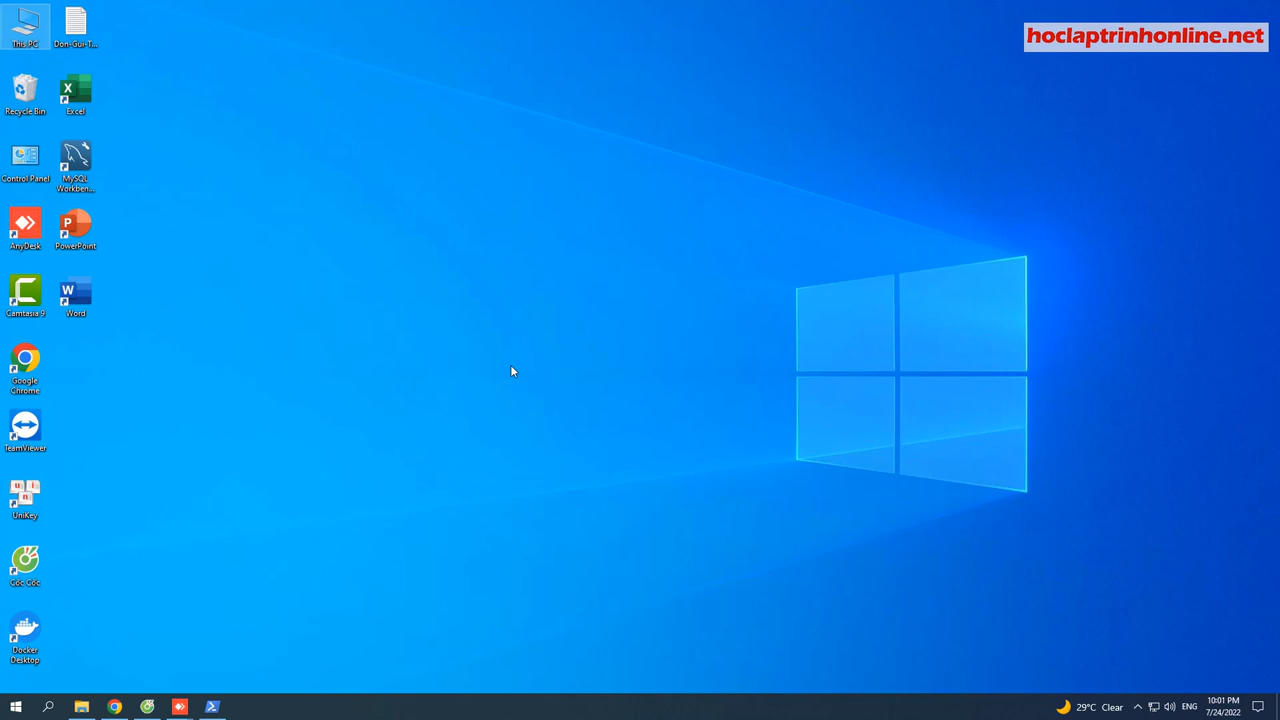 hoclaptrinhonline.net
This PC
Don-Gui-T...
Recycle Bin
Excel
Control Panel
MySQL
Workben...
AnyDesk
PowerPoint
Camtasia 9
Word
Google
Chrome
TeamViewer
UniKey
Cốc Cốc
Docker
Desktop
29°C Clear
ENG
10:01 PM
7/24/2022